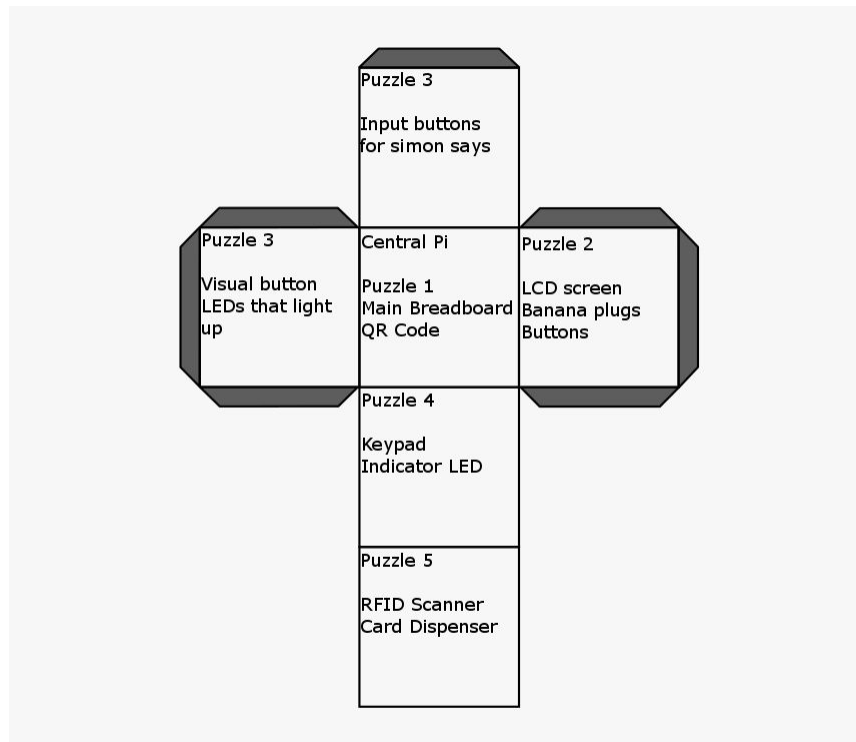 Puzzle 3
Input buttons
for simon says
Puzzle 3
Visual button
LEDs that light
up
Central Pi
Puzzle 1
Main Breadboard
QR Code
Puzzle 2
LCD screen
Banana plugs
Buttons
Puzzle 4
Keypad
Indicator LED
Puzzle 5
RFID Scanner
Card Dispenser